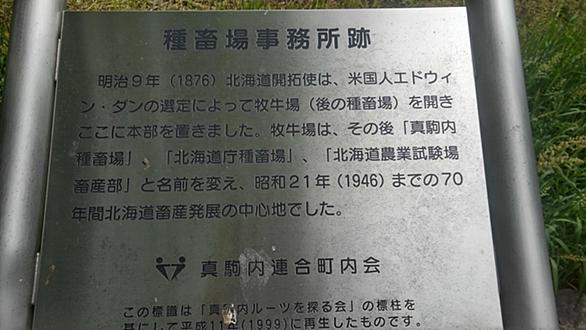 種畜場事務所跡
明治9年（1876）北海道開拓使は、米国人エドウィ
ン・ダンの選定によって牧牛場（後の種畜場）を開き
ここに本部を置きました。牧牛場は、その後「真駒内
種畜場」、「北海道庁種畜場」、「北海道農業試験場
畜産部」と名前を変え、昭和21年（1946）までの70
年間北海道畜産発展の中心地でした。
真駒内連合町内会
この標識は「真駒内ルーツを探る会」の標柱を
基にして平成11年（1999）に再生したものです。